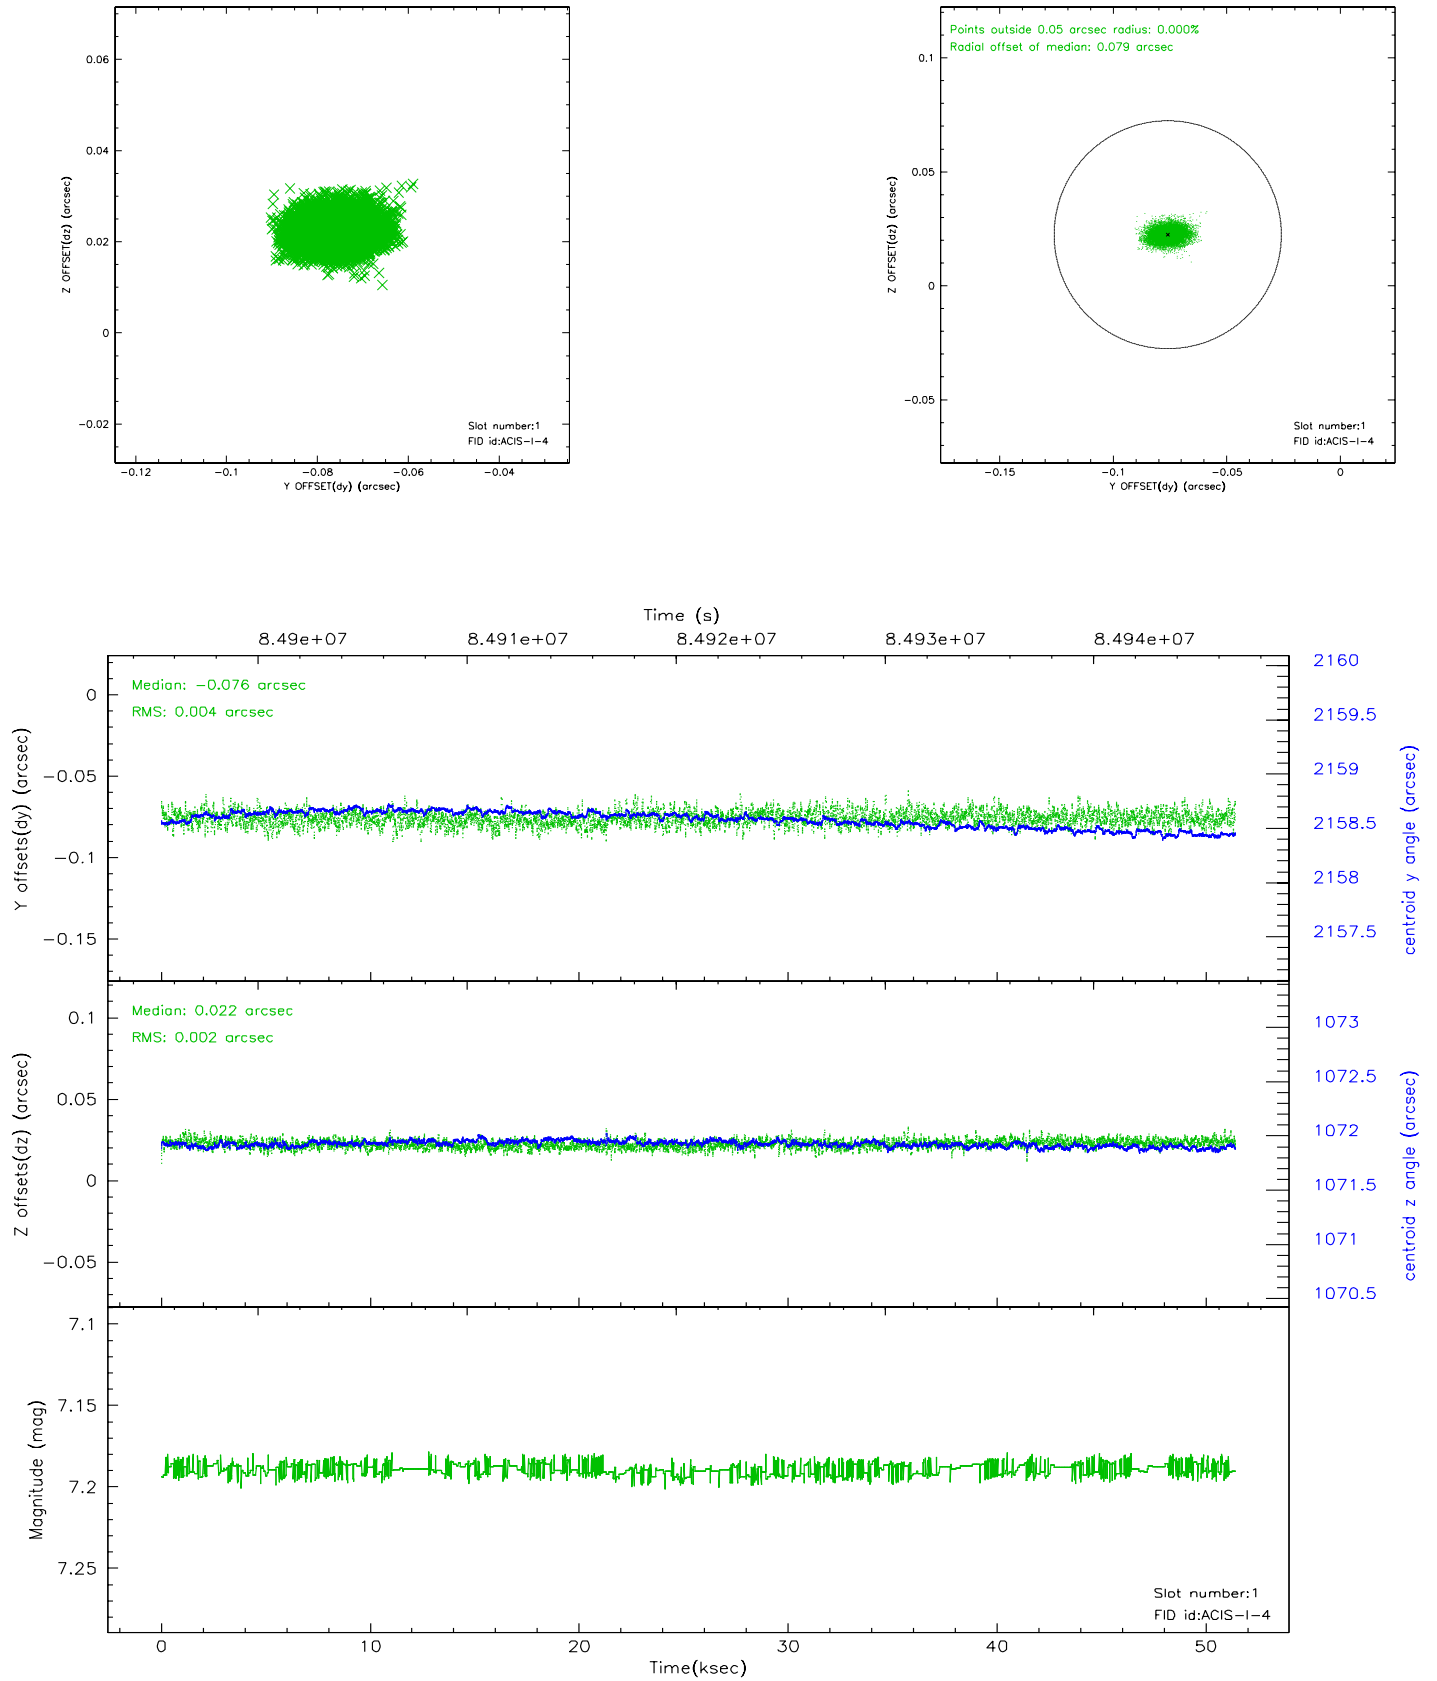 0.06
0.04
0.02
0
−0.02
Z OFFSET(dz) (arcsec)
−0.12 −0.1 −0.08 −0.06 −0.04
Y OFFSET(dy) (arcsec)
Slot number:1
FID id:ACIS−I−4
Points outside 0.05 arcsec radius: 0.000%
Radial offset of median: 0.079 arcsec
0.1
0.05
0
−0.05
Z OFFSET(dz) (arcsec)
−0.15 −0.1 −0.05 0
Y OFFSET(dy) (arcsec)
Slot number:1
FID id:ACIS−I−4
Time (s)
8.49e+07 8.491e+07 8.492e+07 8.493e+07 8.494e+07
Median: −0.076 arcsec
RMS: 0.004 arcsec
0
−0.05
−0.1
−0.15
Y offsets(dy) (arcsec)
2160
2159.5
2159
2158.5
2158
2157.5
centroid y angle (arcsec)
Median: 0.022 arcsec
RMS: 0.002 arcsec
0.1
0.05
0
−0.05
Z offsets(dz) (arcsec)
1073
1072.5
1072
1071.5
1071
1070.5
centroid z angle (arcsec)
7.1
7.15
7.2
7.25
Magnitude (mag)
Slot number:1
FID id:ACIS−I−4
0 10 20 30 40 50
Time(ksec)